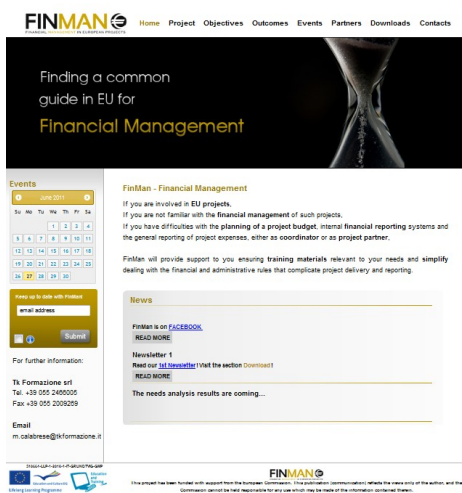 FINMAN
FINANCIAL MANAGEMENT IN EUROPEAN PROJECTS
Home Project Objectives Outcomes Events Partners Downloads Contacts
Finding a common
guide in EU for
Financial Management
Events
June 2011
Su Mo Tu We Th Fr Sa
1 2 3 4
5 6 7 8 9 10 11
12 13 14 15 16 17 18
19 20 21 22 23 24 25
26 27 28 29 30
Keep up to date with FinMan!
email address
Submit
For further information:
Tk Formazione srl
Tel. +39 055 2466005
Fax +39 055 2009269
Email
m.calabrese@tkformazione.it
FinMan - Financial Management
If you are involved in EU projects,
If you are not familiar with the financial management of such projects,
If you have difficulties with the planning of a project budget, internal financial reporting systems and
the general reporting of project expenses, either as coordinator or as project partner,
FinMan will provide support to you ensuring training materials relevant to your needs and simplify
dealing with the financial and administrative rules that complicate project delivery and reporting.
News
FinMan is on FACEBOOK
READ MORE
Newsletter 1
Read our 1st Newsletter! Visit the section Download!
READ MORE
The needs analysis results are coming...
Education and Culture DG
Lifelong Learning Programme
FINMAN
This project has been funded with support from the European Commission. This publication (communication) reflects the views only of the author, and the
Commission cannot be held responsible for any use which may be made of the information contained therein.